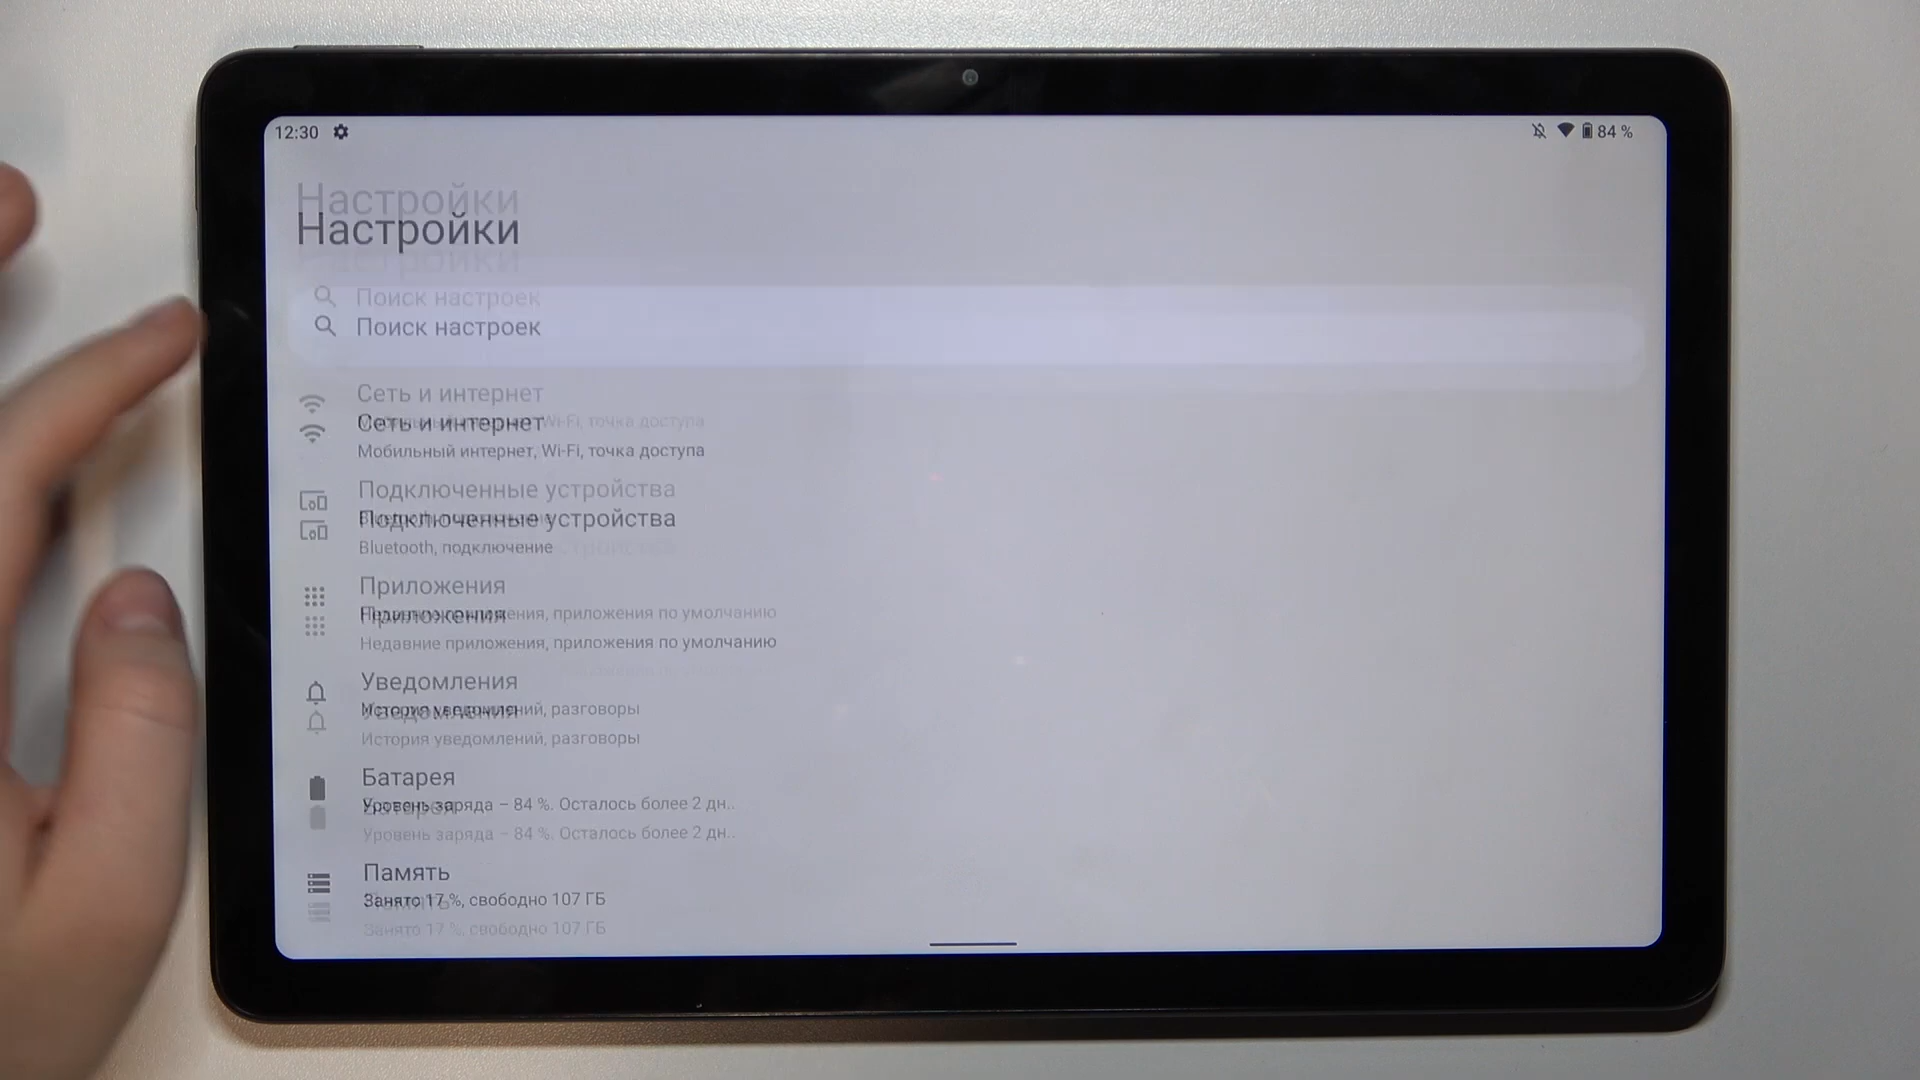 12:30
84 %
Настройки
Поиск настроек
Сеть и интернет
Мобильный интернет, Wi-Fi, точка доступа
Подключенные устройства
Bluetooth, подключение
Приложения
Недавние приложения, приложения по умолчанию
Уведомления
История уведомлений, разговоры
Батарея
Уровень заряда – 84 %. Осталось более 2 дн..
Память
Занято 17 %, свободно 107 ГБ